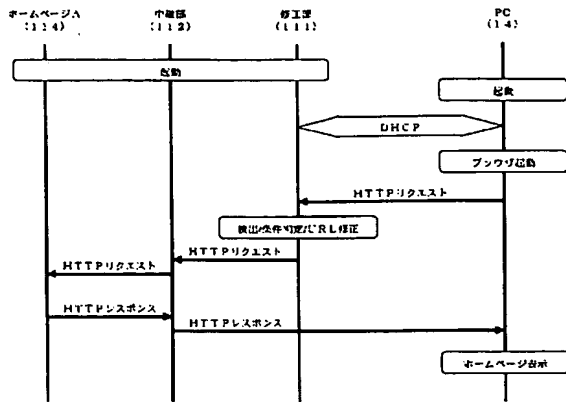 ホームページA 中継部 修正部 PC
(114) (112) (111) (14)
起動
起動
DHCP
ブラウザ起動
HTTPリクエスト
検出/条件判定/URL修正
HTTPリクエスト
HTTPリクエスト
HTTPレスポンス
HTTPレスポンス
ホームページ表示